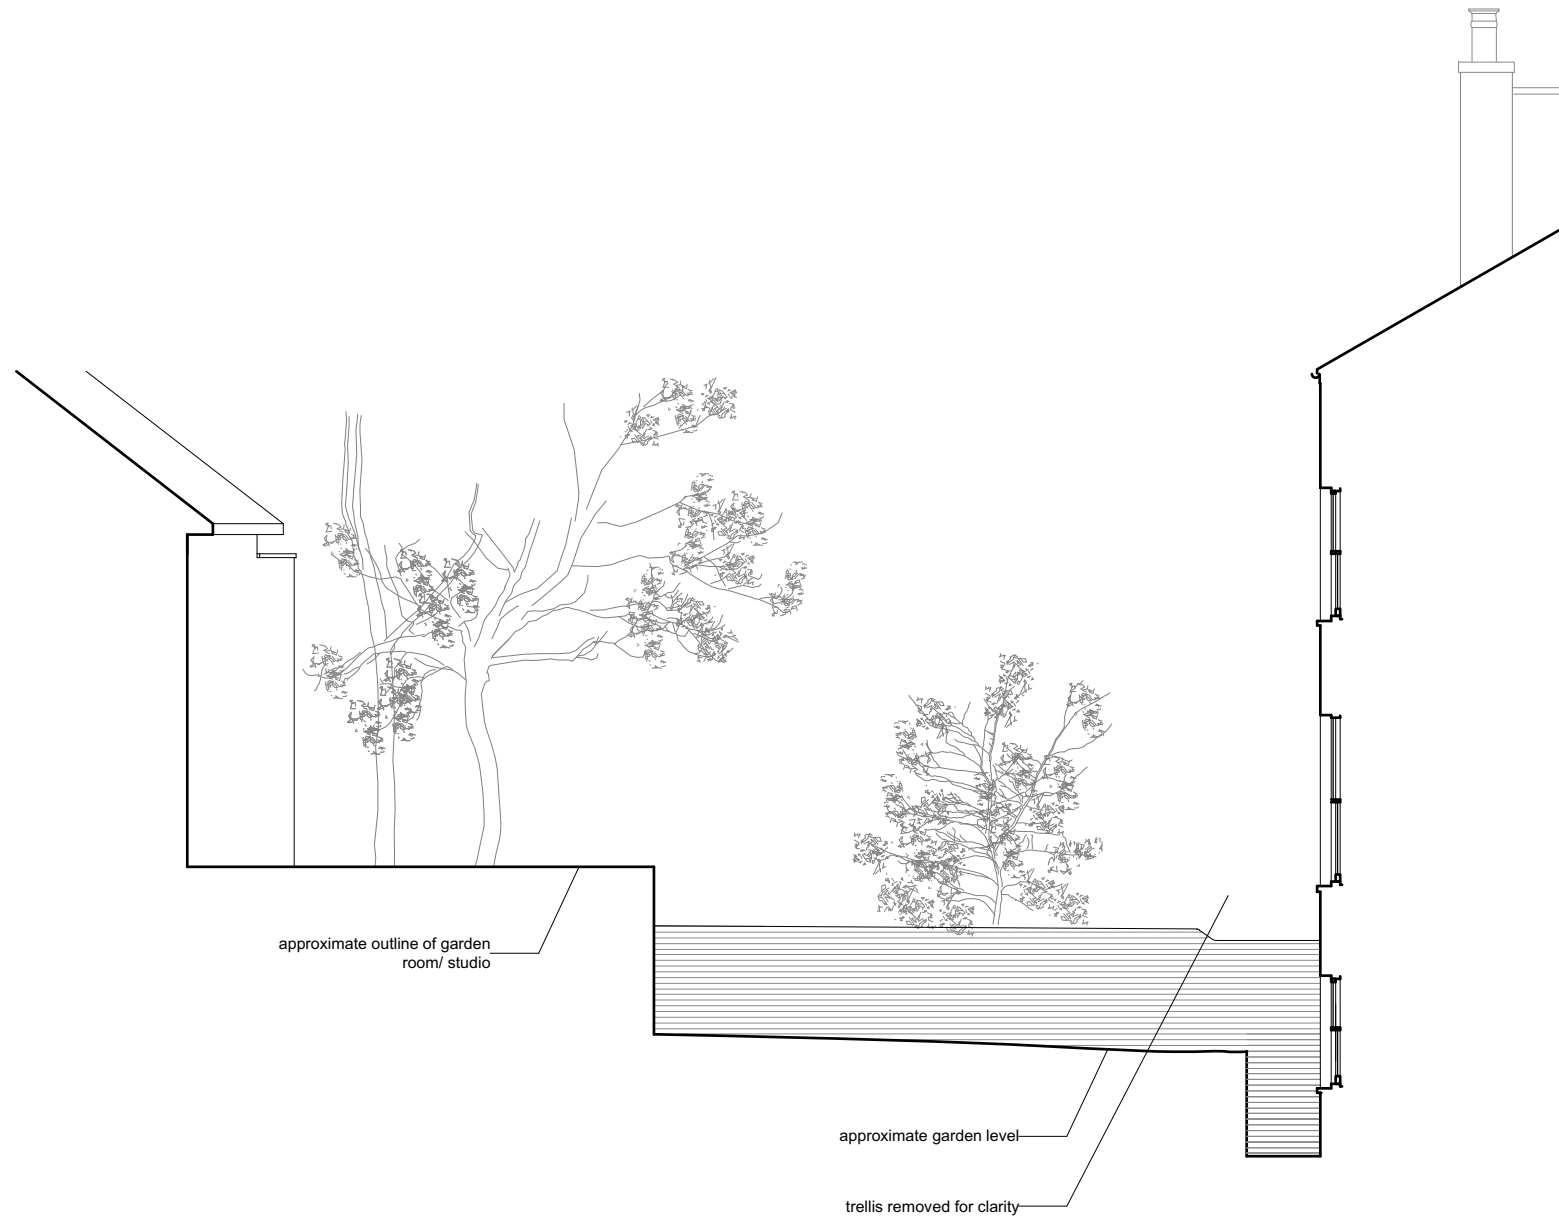 approximate outline of garden
room/ studio
approximate garden level
trellis removed for clarity